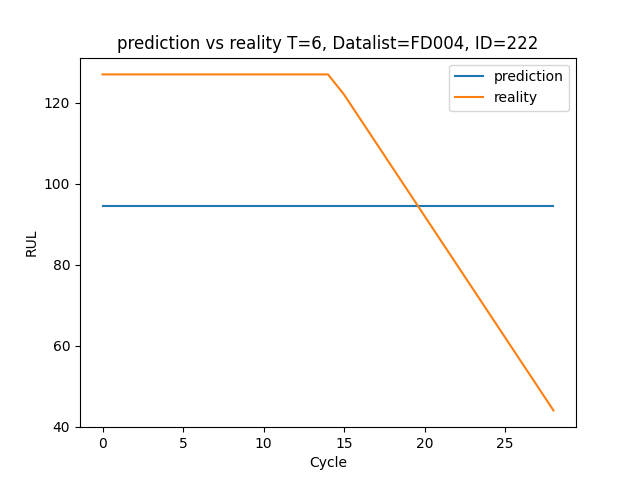 prediction vs reality T=6, Datalist=FD004, ID=222
prediction
reality
120
100
80
60
40
RUL
0 5 10 15 20 25
Cycle